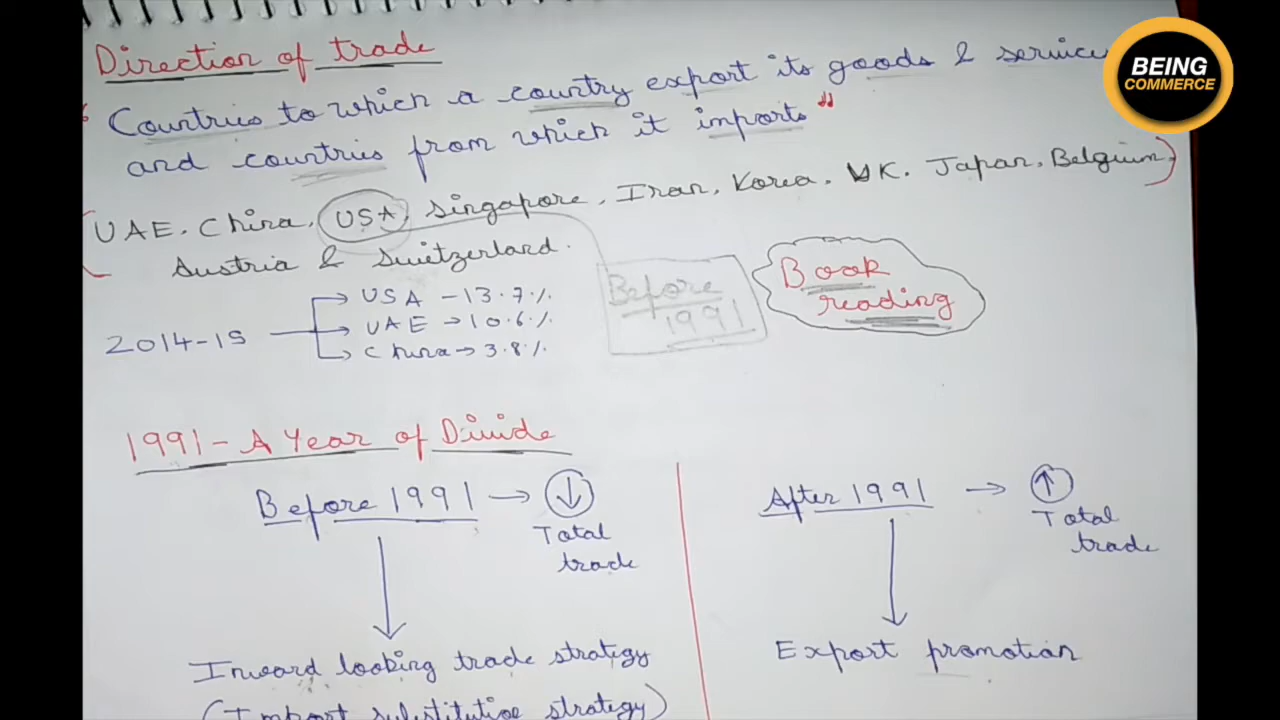 Direction of trade
BEING
COMMERCE
Countries to which a country export its goods & services
and countries from which it imports"
(UAE, China, USA, Singapore, Iran, Korea, UK, Japan, Belgium,
Austria & Switzerland.
Before
1991
Book
reading
2014-15
USA - 13.7%
UAE → 10.6%
China → 3.8%
1991 - A Year of Divide
Before 1991 → ↓
Total
trade
After 1991 → ↑
Total
trade
Inward looking trade strategy
(Import substitution strategy)
Export promotion